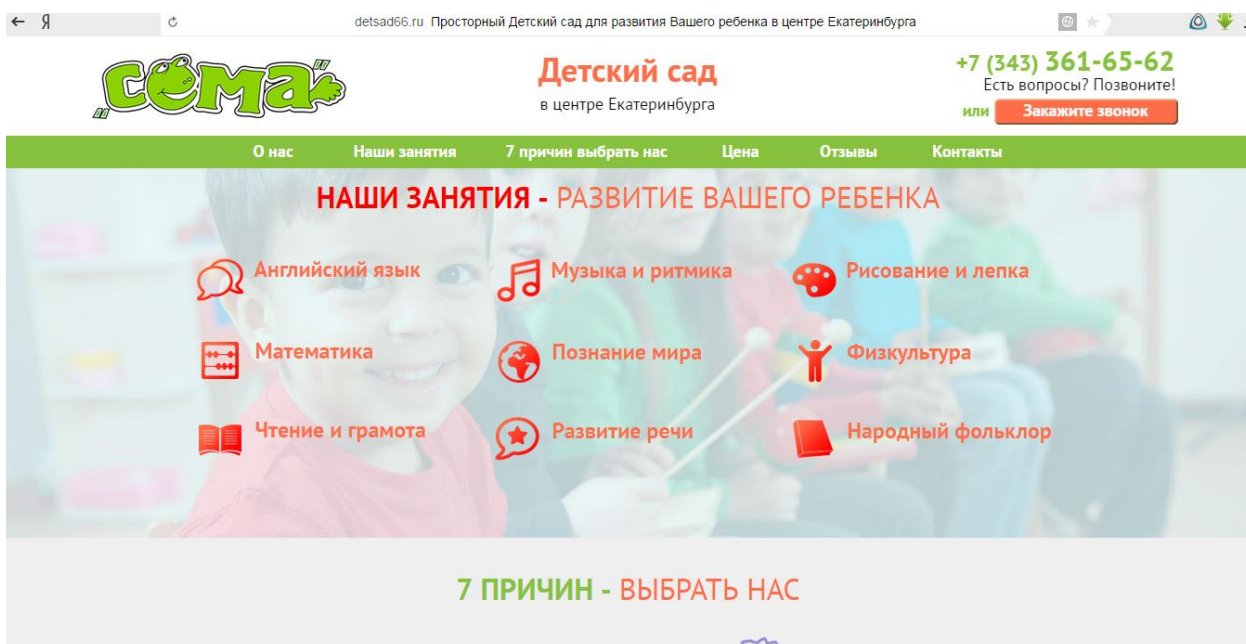 Я
detsad66.ru Просторный Детский сад для развития Вашего ребенка в центре Екатеринбурга
сёма
Детский сад
в центре Екатеринбурга
+7 (343) 361-65-62
Есть вопросы? Позвоните!
или Закажите звонок
О нас Наши занятия 7 причин выбрать нас Цена Отзывы Контакты
НАШИ ЗАНЯТИЯ - РАЗВИТИЕ ВАШЕГО РЕБЕНКА
Английский язык Музыка и ритмика Рисование и лепка
Математика Познание мира Физкультура
Чтение и грамота Развитие речи Народный фольклор
7 ПРИЧИН - ВЫБРАТЬ НАС